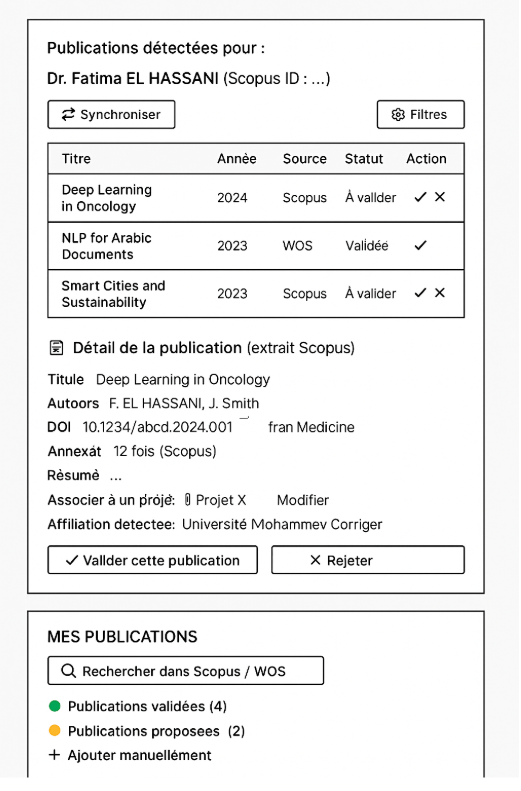 Publications détectées pour :
Dr. Fatima EL HASSANI (Scopus ID : ...)
Synchroniser
Filtres
Titre Annèe Source Statut Action
Deep Learning
in Oncology
2024 Scopus À vallder
NLP for Arabic
Documents
2023 WOS Validée
Smart Cities and
Sustainability
2023 Scopus À valider
Détail de la publication (extrait Scopus)
Titule Deep Learning in Oncology
Autoors F. EL HASSANI, J. Smith
DOI 10.1234/abcd.2024.001 fran Medicine
Annexát 12 fois (Scopus)
Rèsumè ...
Associer à un projé: Projet X Modifier
Affiliation detectee: Université Mohammev Corriger
Vallder cette publication
Rejeter
MES PUBLICATIONS
Rechercher dans Scopus / WOS
Publications validées (4)
Publications proposees (2)
+ Ajouter manuellément